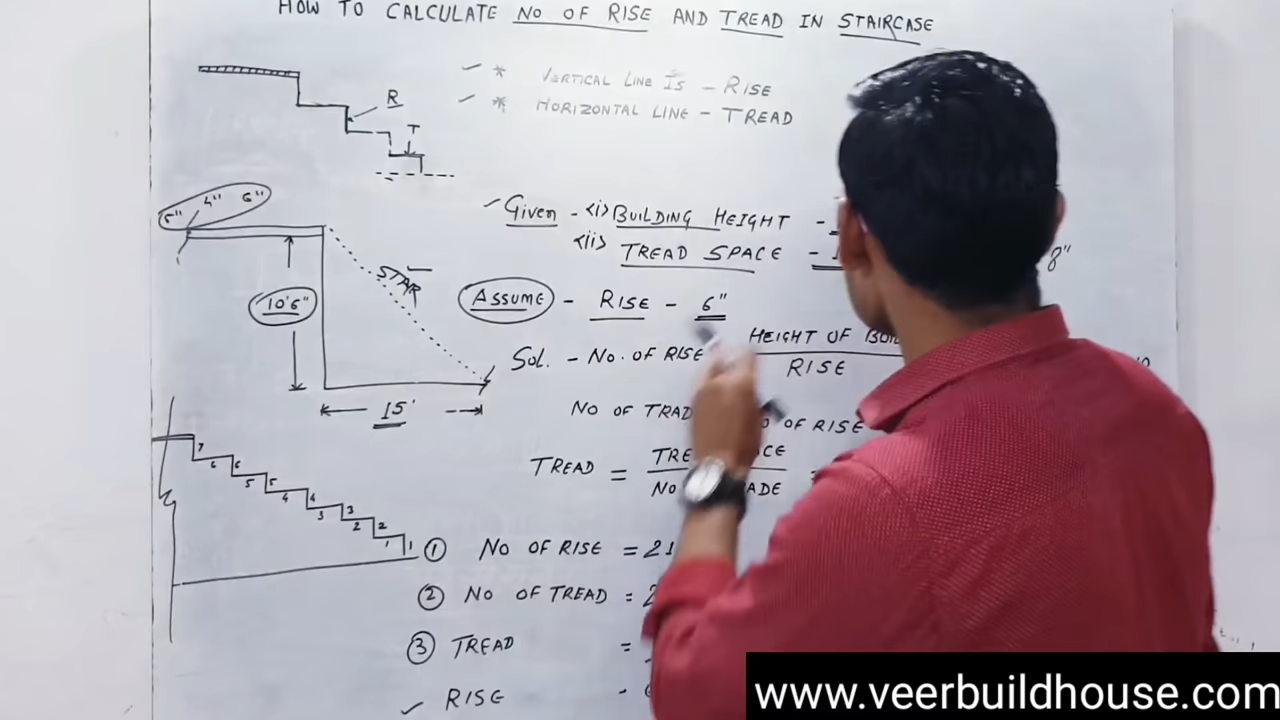 HOW TO CALCULATE NO OF RISE AND TREAD IN STAIRCASE
* VERTICAL LINE IS - RISE
* HORIZONTAL LINE - TREAD
R
T
5" 4" 6"
GIVEN - <i> BUILDING HEIGHT -
<ii> TREAD SPACE -
8"
STAR
10'6"
ASSUME - RISE - 6"
SOL. - NO. OF RISE HEIGHT OF
RISE
15'
NO OF TRAD OF RISE
TREAD =
NO
7 6 6 5 5 4 4 3 3 2 2 1 1
① NO OF RISE = 21
② NO OF TREAD =
③ TREAD =
RISE -
www.veerbuildhouse.com